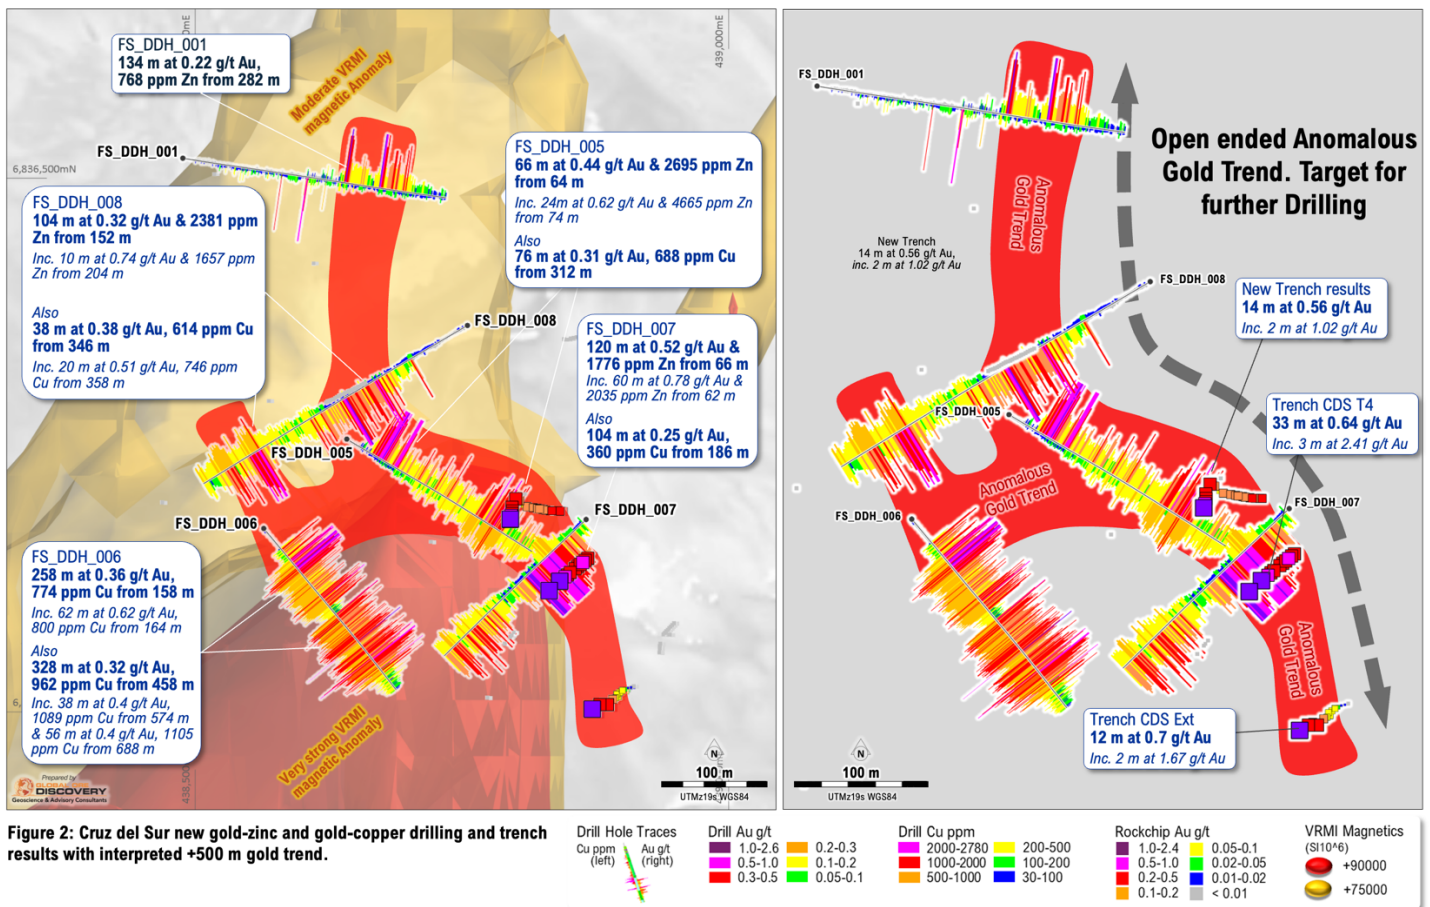 FS_DDH_001
134 m at 0.22 g/t Au,
768 ppm Zn from 282 m
Moderate VRMI
magnetic Anomaly
439,000mE
FS_DDH_001
6,836,500mN
FS_DDH_005
66 m at 0.44 g/t Au & 2695 ppm Zn
from 64 m
Inc. 24m at 0.62 g/t Au & 4665 ppm Zn
from 74 m
Also
76 m at 0.31 g/t Au, 688 ppm Cu
from 312 m
FS_DDH_008
104 m at 0.32 g/t Au & 2381 ppm
Zn from 152 m
Inc. 10 m at 0.74 g/t Au & 1657 ppm
Zn from 204 m
Also
38 m at 0.38 g/t Au, 614 ppm Cu
from 346 m
Inc. 20 m at 0.51 g/t Au, 746 ppm
Cu from 358 m
FS_DDH_008
FS_DDH_007
120 m at 0.52 g/t Au &
1776 ppm Zn from 66 m
Inc. 60 m at 0.78 g/t Au &
2035 ppm Zn from 62 m
Also
104 m at 0.25 g/t Au,
360 ppm Cu from 186 m
FS_DDH_005
FS_DDH_006
FS_DDH_007
FS_DDH_006
258 m at 0.36 g/t Au,
774 ppm Cu from 158 m
Inc. 62 m at 0.62 g/t Au,
800 ppm Cu from 164 m
Also
328 m at 0.32 g/t Au,
962 ppm Cu from 458 m
Inc. 38 m at 0.4 g/t Au,
1089 ppm Cu from 574 m
& 56 m at 0.4 g/t Au, 1105
ppm Cu from 688 m
Very strong VRMI
magnetic Anomaly
Prepared by
DISCOVERY
Geoscience & Advisory Consultants
N
100 m
UTMz19s WGS84
FS_DDH_001
Open ended Anomalous
Gold Trend. Target for
further Drilling
Anomalous
Gold Trend
New Trench
14 m at 0.56 g/t Au,
inc. 2 m at 1.02 g/t Au
FS_DDH_008
New Trench results
14 m at 0.56 g/t Au
Inc. 2 m at 1.02 g/t Au
FS_DDH_005
Trench CDS T4
33 m at 0.64 g/t Au
Inc. 3 m at 2.41 g/t Au
Anomalous
Gold Trend
FS_DDH_006
FS_DDH_007
Anomalous
Gold Trend
Trench CDS Ext
12 m at 0.7 g/t Au
Inc. 2 m at 1.67 g/t Au
N
100 m
UTMz19s WGS84
Figure 2: Cruz del Sur new gold-zinc and gold-copper drilling and trench
results with interpreted +500 m gold trend.
Drill Hole Traces
Cu ppm (left)
Au g/t (right)
Drill Au g/t
1.0-2.6
0.5-1.0
0.3-0.5
0.2-0.3
0.1-0.2
0.05-0.1
Drill Cu ppm
2000-2780
1000-2000
500-1000
200-500
100-200
30-100
Rockchip Au g/t
1.0-2.4
0.5-1.0
0.2-0.5
0.1-0.2
0.05-0.1
0.02-0.05
0.01-0.02
< 0.01
VRMI Magnetics
(SI10^6)
+90000
+75000